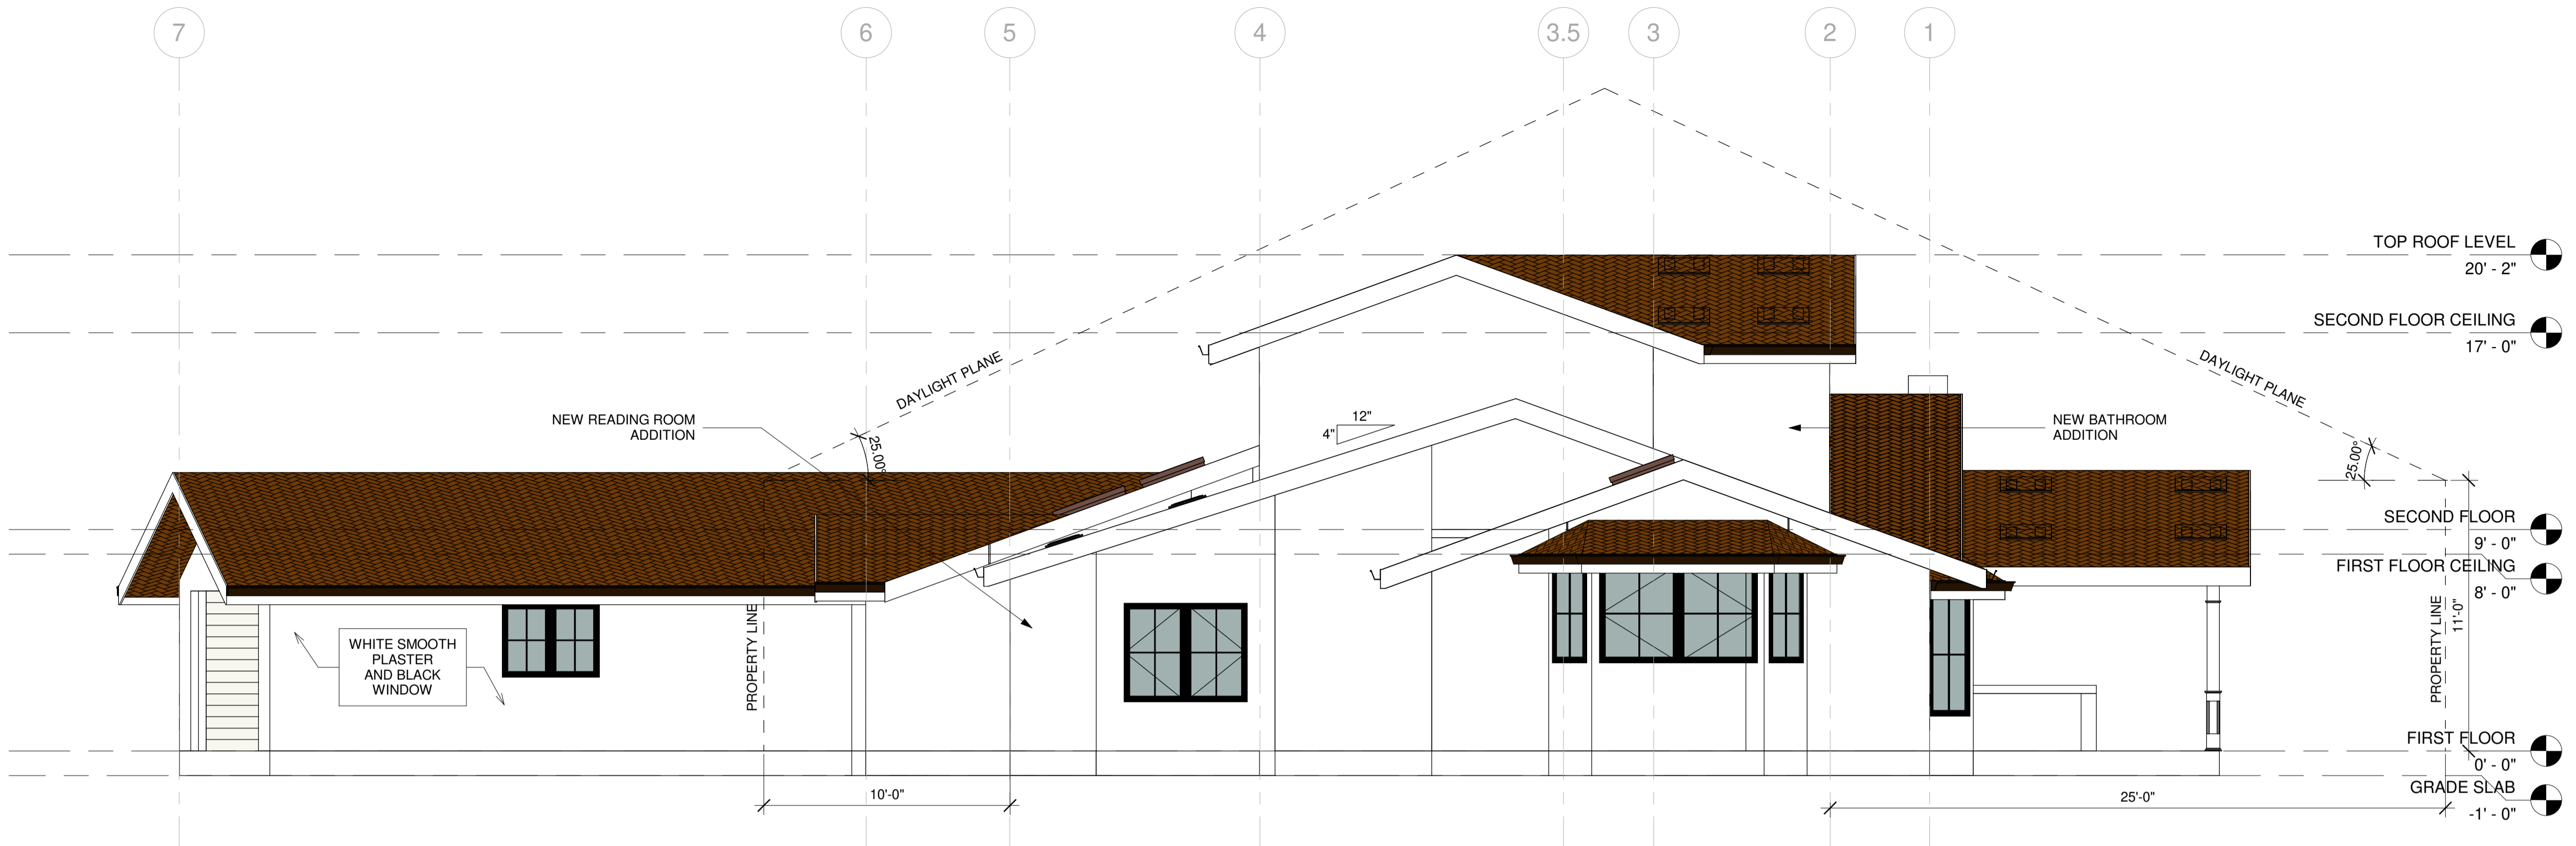 7
6
5
4
3.5
3
2
1
TOP ROOF LEVEL
20' - 2"
SECOND FLOOR CEILING
17' - 0"
DAYLIGHT PLANE
DAYLIGHT PLANE
NEW READING ROOM
ADDITION
25.00°
12"
4"
NEW BATHROOM
ADDITION
25.00°
SECOND FLOOR
9' - 0"
FIRST FLOOR CEILING
8' - 0"
WHITE SMOOTH
PLASTER
AND BLACK
WINDOW
PROPERTY LINE
PROPERTY LINE
11'-0"
FIRST FLOOR
0' - 0"
GRADE SLAB
-1' - 0"
10'-0"
25'-0"